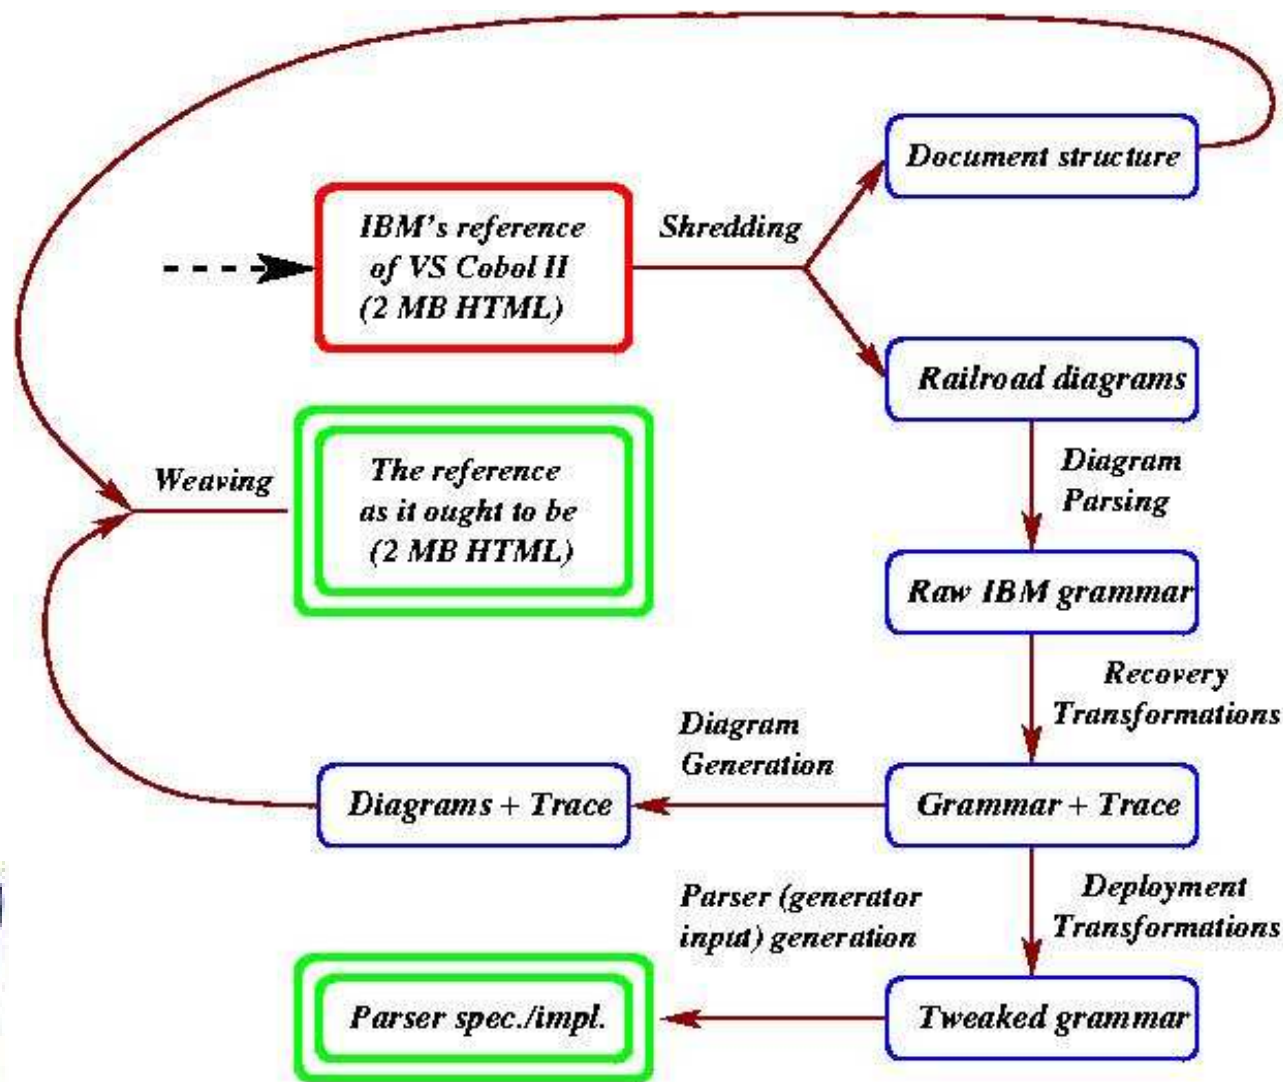 Document structure
IBM's reference
of VS Cobol II
(2 MB HTML)
Shredding
Railroad diagrams
Diagram
Parsing
The reference
as it ought to be
(2 MB HTML)
Weaving
Raw IBM grammar
Recovery
Transformations
Diagram
Generation
Diagrams + Trace
Grammar + Trace
Deployment
Transformations
Parser (generator
input) generation
Parser spec./impl.
Tweaked grammar